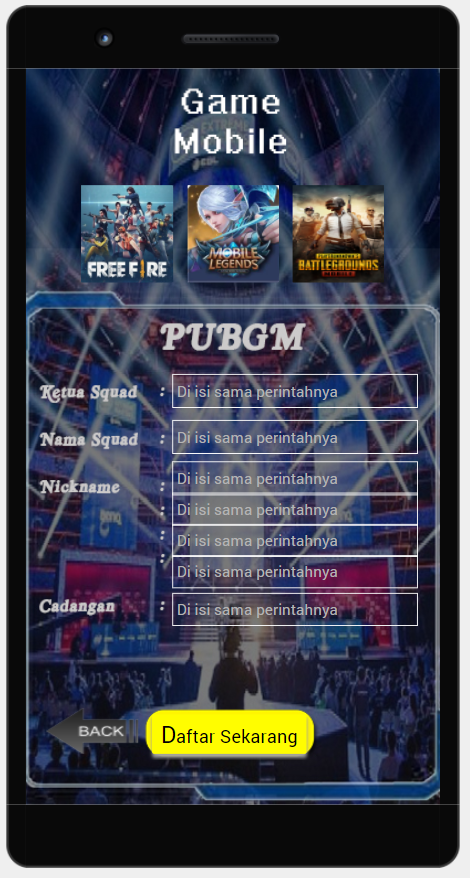 Game
Mobile
FREE FIRE
MOBILE
LEGENDS
BATTLEGROUNDS
MOBILE
PUBGM
Ketua Squad : Di isi sama perintahnya
Nama Squad : Di isi sama perintahnya
Nickname : Di isi sama perintahnya
: Di isi sama perintahnya
: Di isi sama perintahnya
: Di isi sama perintahnya
Cadangan : Di isi sama perintahnya
BACK
Daftar Sekarang